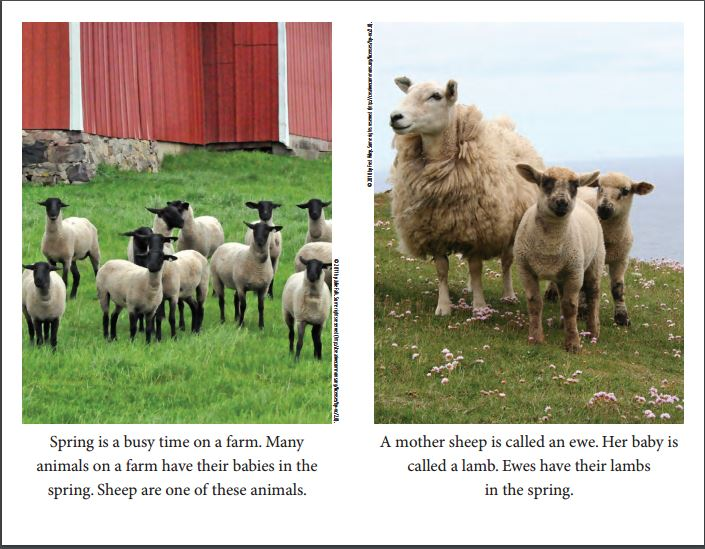 Spring is a busy time on a farm. Many
animals on a farm have their babies in the
spring. Sheep are one of these animals.
A mother sheep is called an ewe. Her baby is
called a lamb. Ewes have their lambs
in the spring.